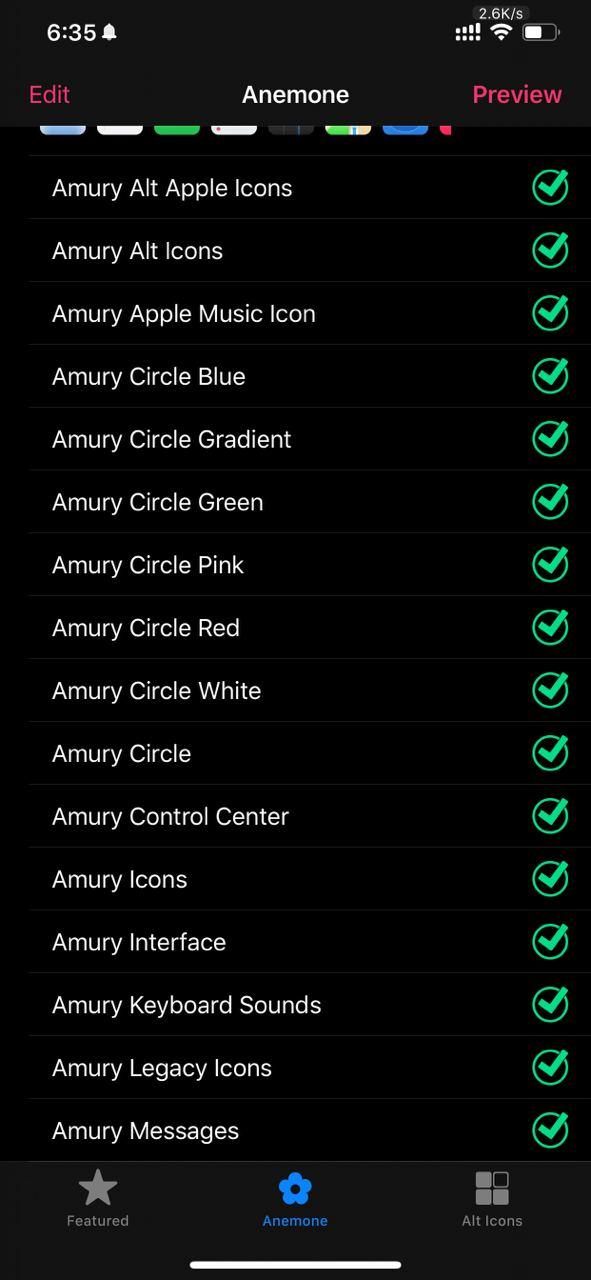 2.6K/s
6:35
Edit
Anemone
Preview
Amury Alt Apple Icons
Amury Alt Icons
Amury Apple Music Icon
Amury Circle Blue
Amury Circle Gradient
Amury Circle Green
Amury Circle Pink
Amury Circle Red
Amury Circle White
Amury Circle
Amury Control Center
Amury Icons
Amury Interface
Amury Keyboard Sounds
Amury Legacy Icons
Amury Messages
Featured
Anemone
Alt Icons